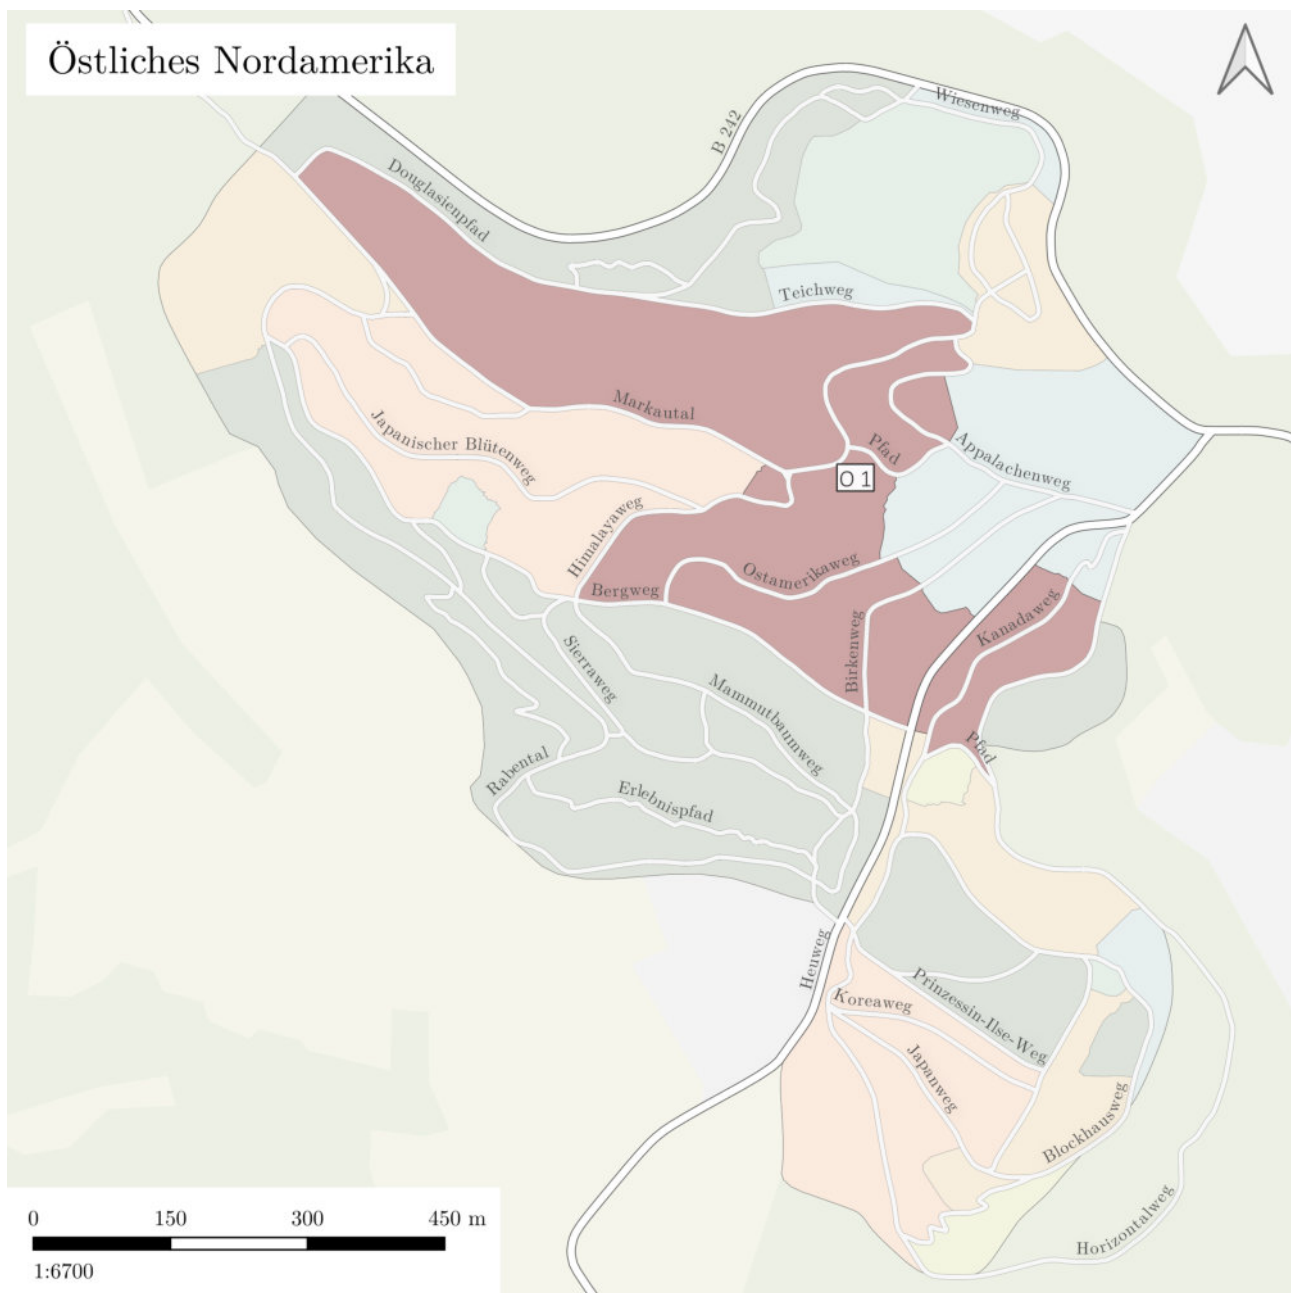 Östliches Nordamerika
Wiesenweg
B 242
Douglasienpfad
Teichweg
Markautal
Japanischer Blütenweg
Pfad
Appalachenweg
O 1
Himalayaweg
Ostamerikaweg
Bergweg
Kanadaweg
Birkenweg
Sierraweg
Mammutbaumweg
Pfad
Rabental
Erlebnispfad
Heuweg
Prinzessin-Ilse-Weg
Koreaweg
Japanweg
Blockhausweg
Horizontalweg
0 150 300 450 m
1:6700